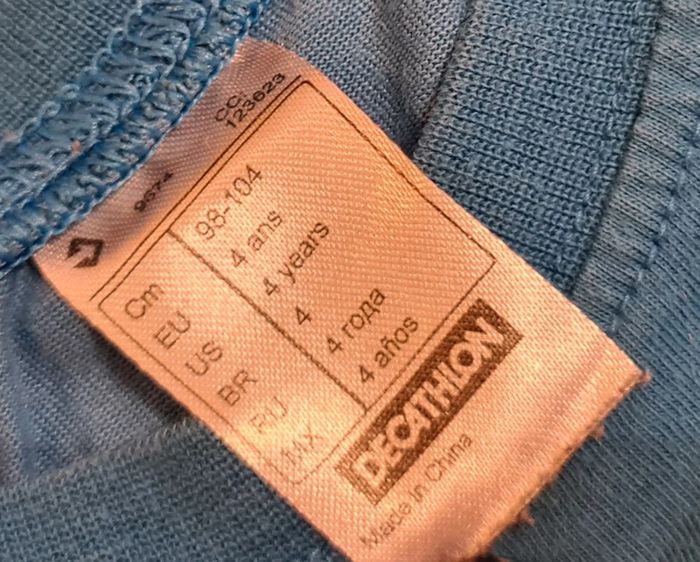 CC:
123623
9574
Cm 98-104
EU 4 ans
US 4 years
BR 4
RU 4 года
MX 4 años
DECATHLON
Made in China